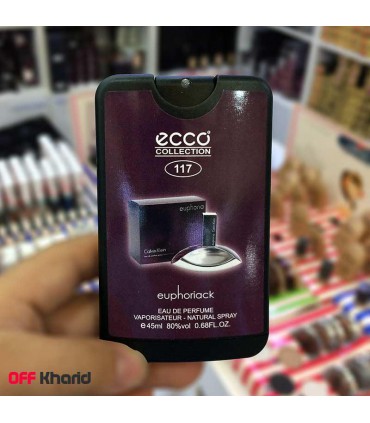 ecco
COLLECTION
117
euphoria
Calvin Klein
euphoriack
EAU DE PERFUME
VAPORISATEUR - NATURAL SPRAY
e 45ml 80%vol 0.68FL.OZ.
OFF Kharid